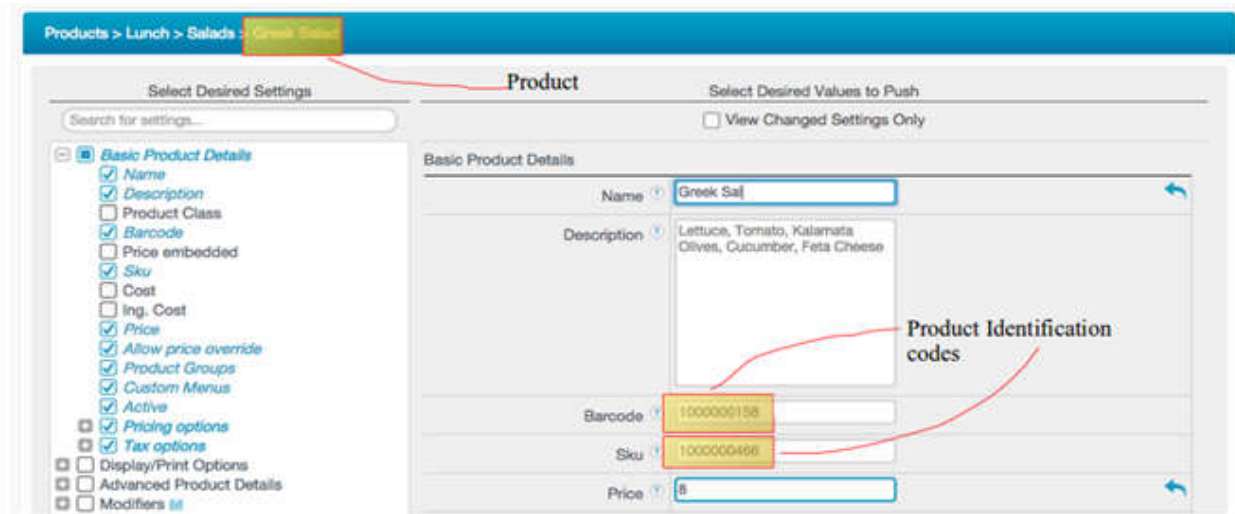 Products > Lunch > Salads > Greek Salad
Product
Select Desired Settings
Select Desired Values to Push
Search for settings...
View Changed Settings Only
Basic Product Details
Name
Description
Product Class
Barcode
Price embedded
Sku
Cost
Ing. Cost
Price
Allow price override
Product Groups
Custom Menus
Active
Pricing options
Tax options
Display/Print Options
Advanced Product Details
Modifiers
Basic Product Details
Name ? Greek Sal
Description ? Lettuce, Tomato, Kalamata
Olives, Cucumber, Feta Cheese
Product Identification
codes
Barcode ? 1000000158
Sku ? 1000000466
Price ? 8